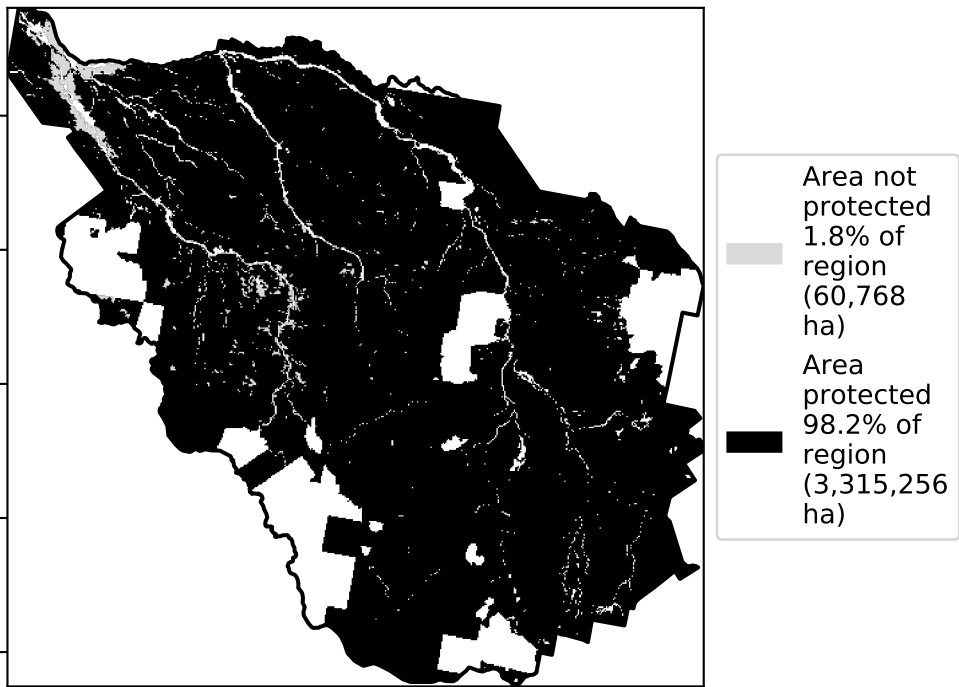 Area not
protected
1.8% of
region
(60,768
ha)
Area
protected
98.2% of
region
(3,315,256
ha)